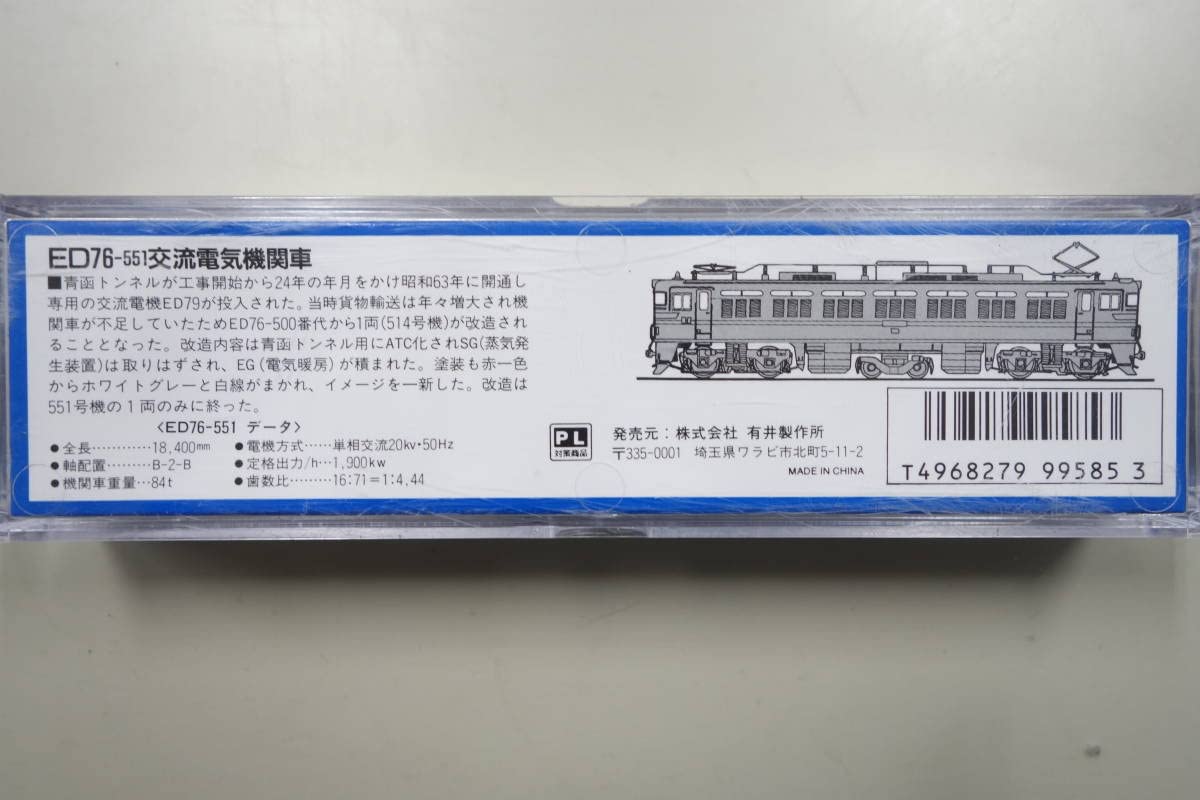 ED76-551交流電気機関車
■青函トンネルが工事開始から24年の年月をかけ昭和63年に開通し
専用の交流電機ED79が投入された。当時貨物輸送は年々増大され機
関車が不足していたためED76-500番代から1両(514号機)が改造され
ることとなった。改造内容は青函トンネル用にATC化されSG(蒸気発
生装置)は取りはずされ、EG(電気暖房)が積まれた。塗装も赤一色
からホワイトグレーと白線がまかれ、イメージを一新した。改造は
551号機の1両のみに終った。
〈ED76-551 データ〉
●全長…………18,400mm ●電機方式……単相交流20kv・50Hz
●軸配置………B-2-B ●定格出力/h…1,900kw
●機関車重量…84t ●歯数比………16:71=1:4,44
PL
対策商品
発売元：株式会社 有井製作所
〒335-0001 埼玉県ワラビ市北町5-11-2
MADE IN CHINA
T4968279 99585 3